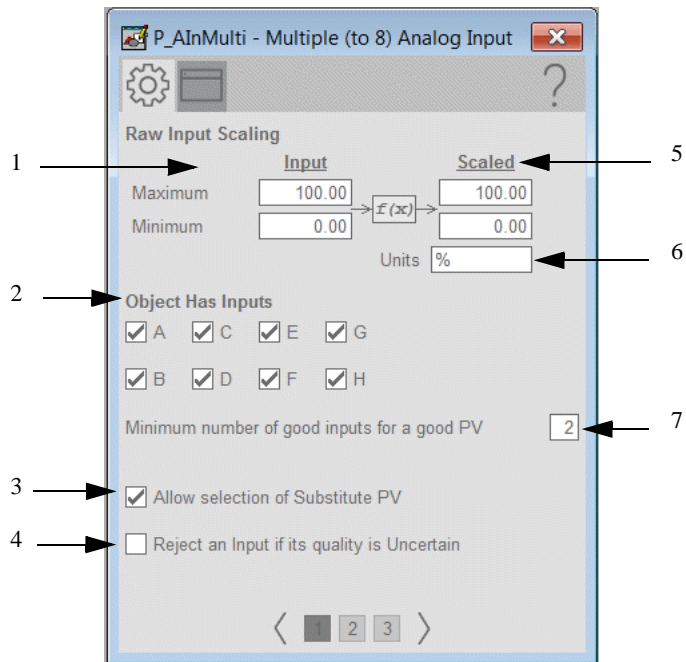 P_AInMulti - Multiple (to 8) Analog Input
?
Raw Input Scaling
1 Input Scaled 5
Maximum 100.00 f(x) 100.00
Minimum 0.00 0.00
Units % 6
2 Object Has Inputs
A C E G
B D F H
Minimum number of good inputs for a good PV 2 7
3 Allow selection of Substitute PV
4 Reject an Input if its quality is Uncertain
1 2 3